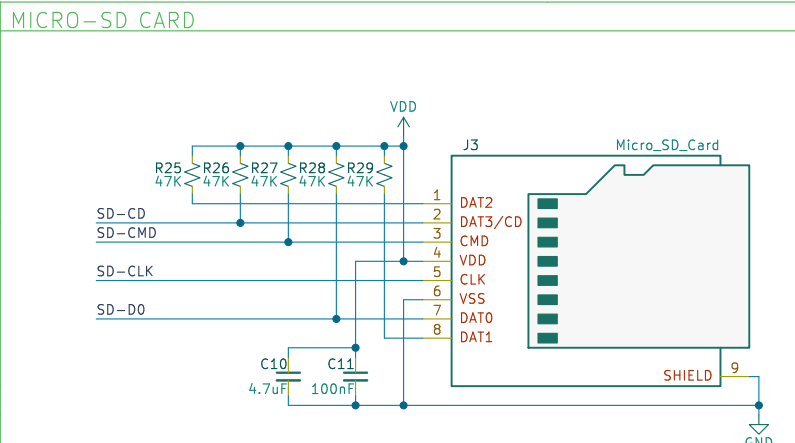 MICRO-SD CARD
VDD
J3
Micro_SD_Card
R25 R26 R27 R28 R29
47K 47K 47K 47K 47K
1 DAT2
SD-CD 2 DAT3/CD
SD-CMD 3 CMD
4 VDD
SD-CLK 5 CLK
6 VSS
SD-D0 7 DAT0
8 DAT1
C10 C11
4.7uF 100nF
SHIELD 9
GND